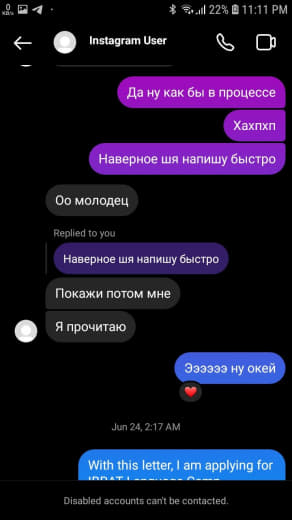 0
KB/s
22%
11:11 PM
Instagram User
Да ну как бы в процессе
Хахпхп
Наверное шя напишу быстро
Оо молодец
Replied to you
Наверное шя напишу быстро
Покажи потом мне
Я прочитаю
Ээээээ ну окей
Jun 24, 2:17 AM
With this letter, I am applying for
Disabled accounts can't be contacted.